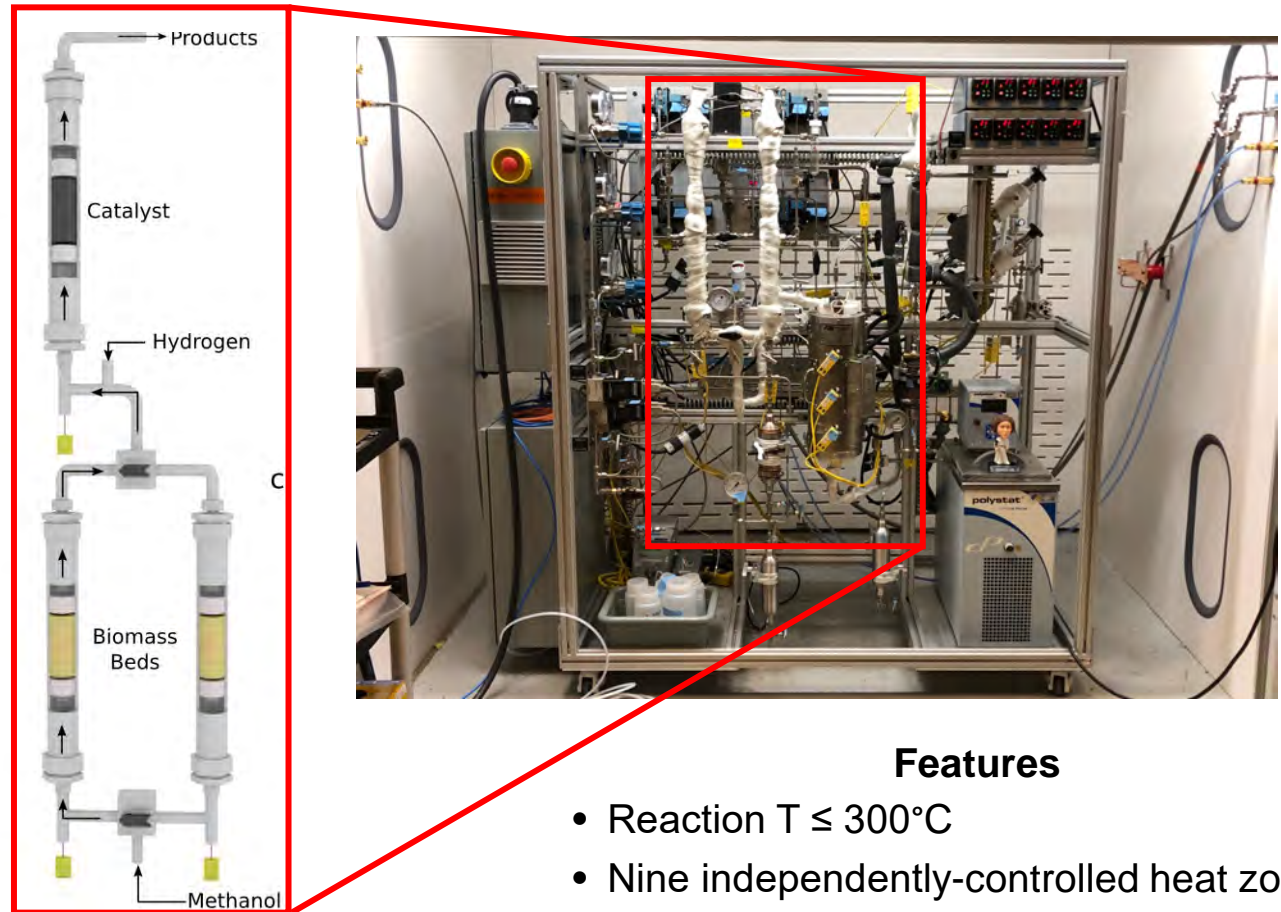 Products
Catalyst
Hydrogen
C
Biomass
Beds
Methanol
polystat
Features
• Reaction T ≤ 300°C
• Nine independently-controlled heat zo